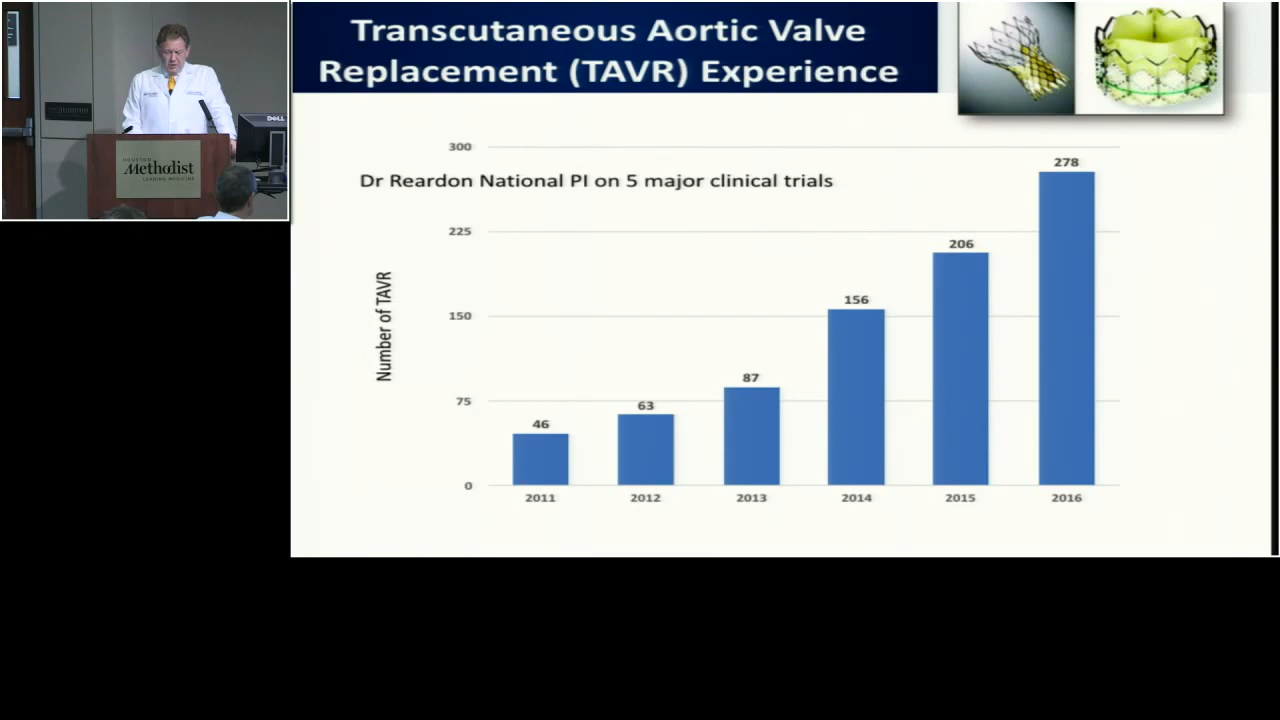 Transcutaneous Aortic Valve
Replacement (TAVR) Experience
DELL
HOUSTON
Methodist
LEADING MEDICINE
300
278
Dr Reardon National PI on 5 major clinical trials
225
206
Number of TAVR
150
156
87
75
63
46
0
2011
2012
2013
2014
2015
2016